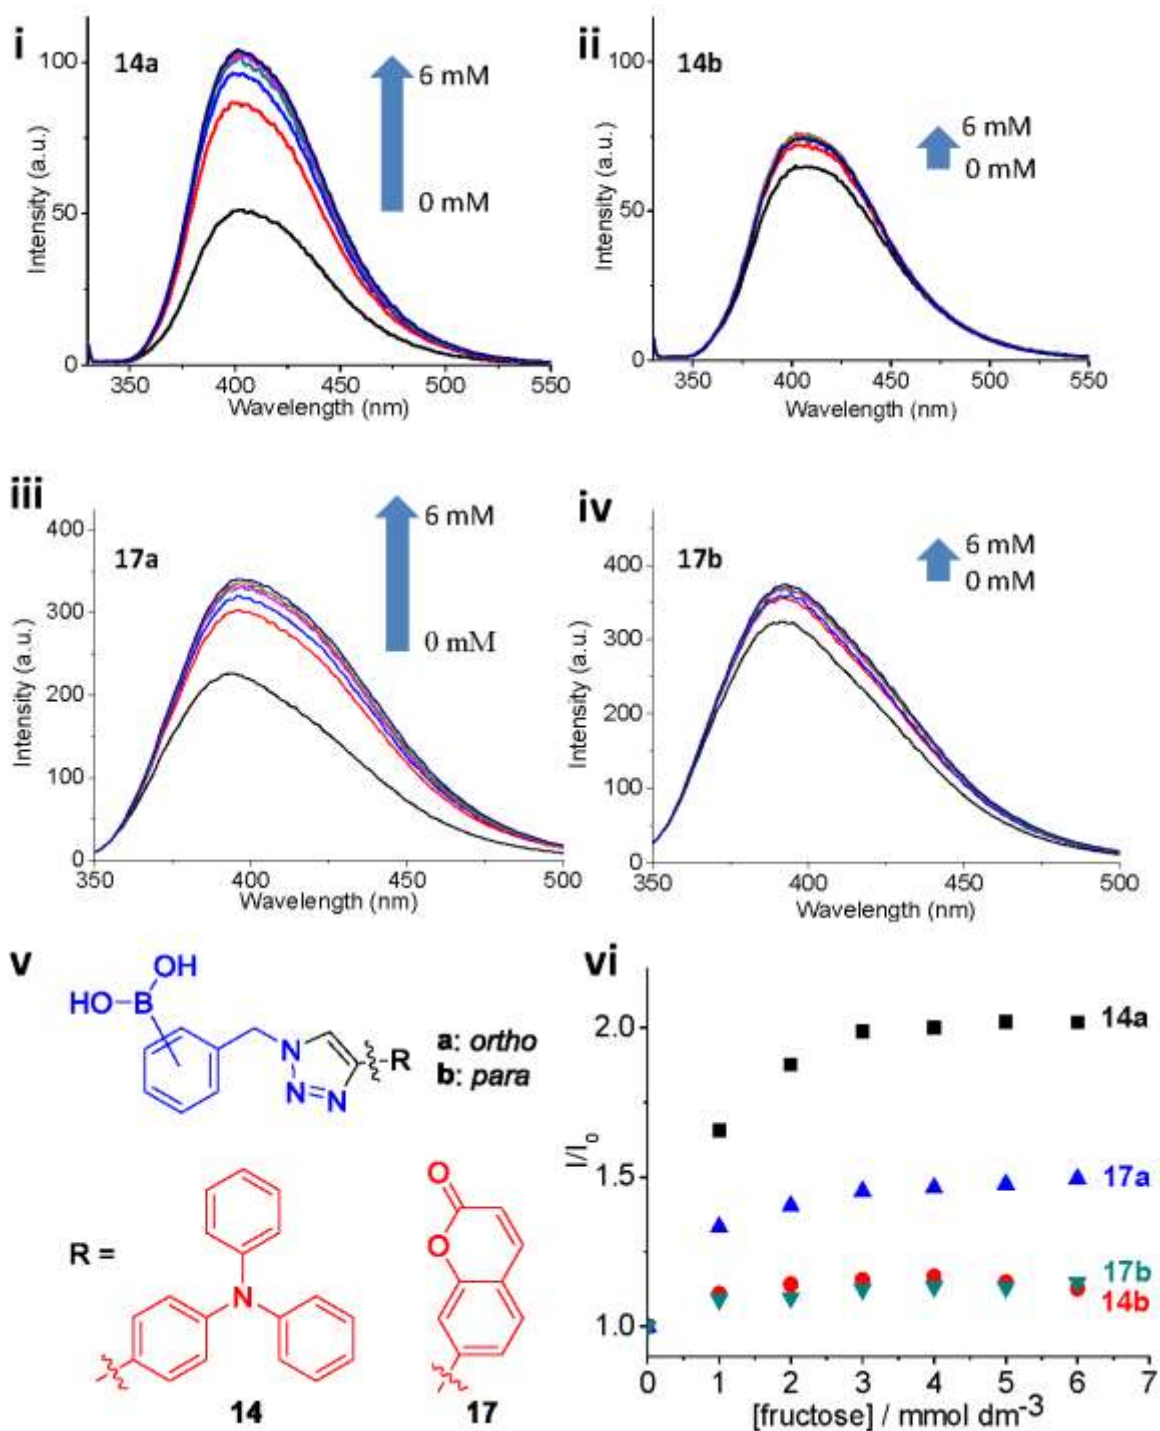 i
14a
6 mM
0 mM
100
50
0
350 400 450 500 550
Intensity (a.u.)
Wavelength (nm)
ii
14b
6 mM
0 mM
100
50
0
350 400 450 500 550
Intensity (a.u.)
Wavelength (nm)
iii
17a
6 mM
0 mM
400
300
200
100
0
350 400 450 500
Intensity (a.u.)
Wavelength (nm)
iv
17b
6 mM
0 mM
400
300
200
100
0
350 400 450 500
Intensity (a.u.)
Wavelength (nm)
v
OH
HO B
N
N N
R
a: ortho
b: para
R =
N
14
O
O
17
vi
2.0
1.5
1.0
I/I0
14a
17a
17b
14b
0 1 2 3 4 5 6 7
[fructose] / mmol dm-3